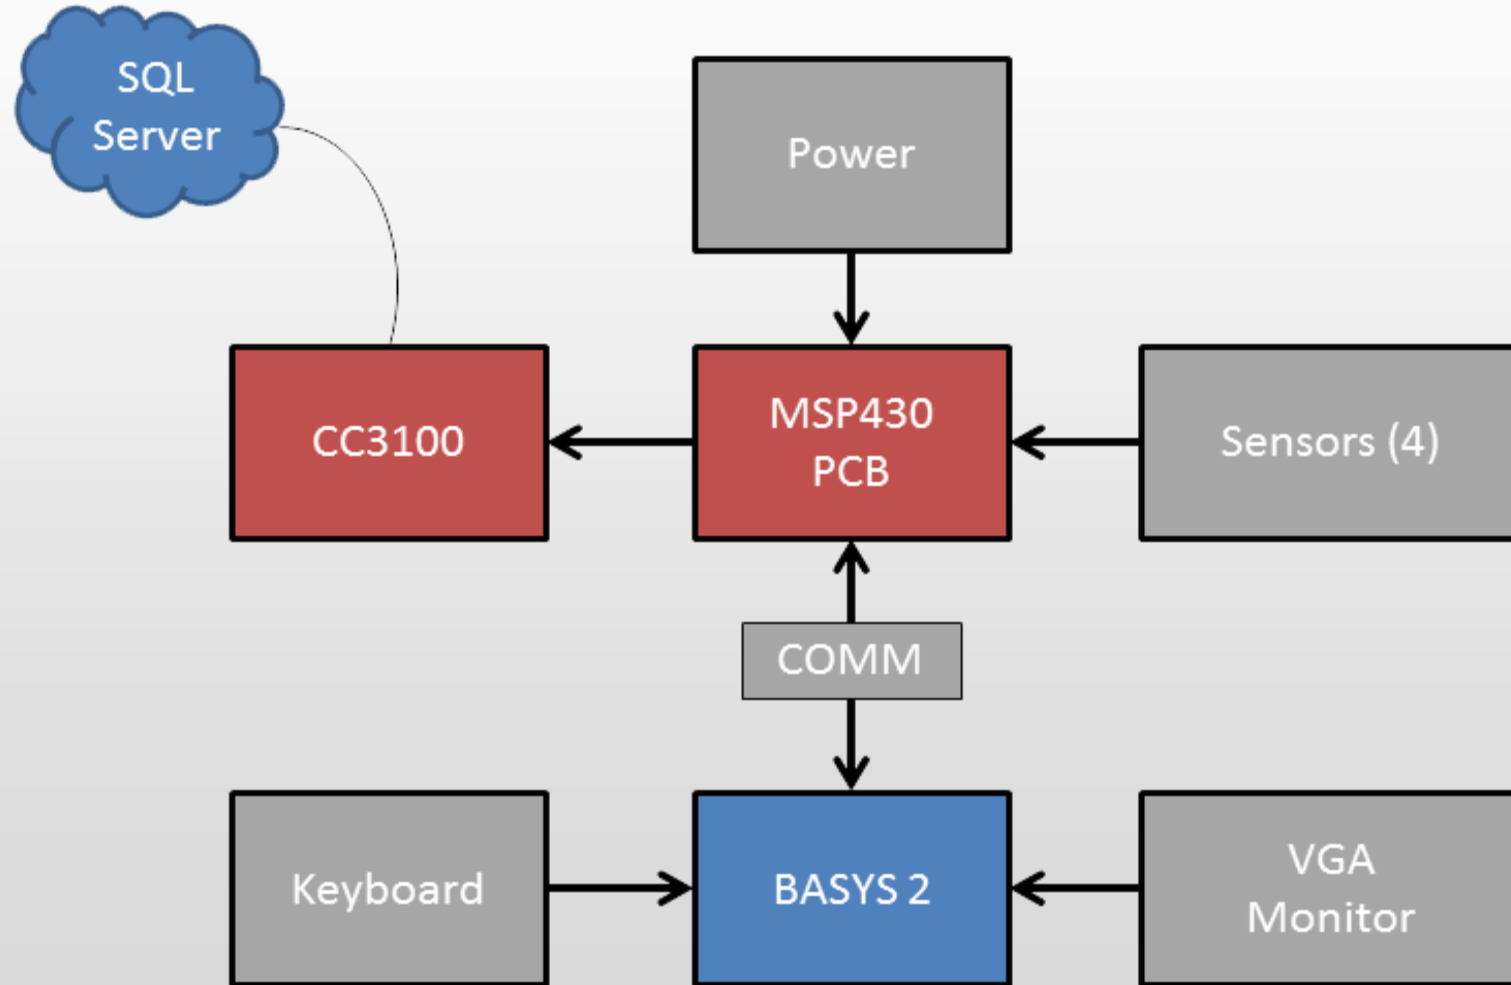 SQL
Server
Power
CC3100
MSP430
PCB
Sensors (4)
COMM
Keyboard
BASYS 2
VGA
Monitor